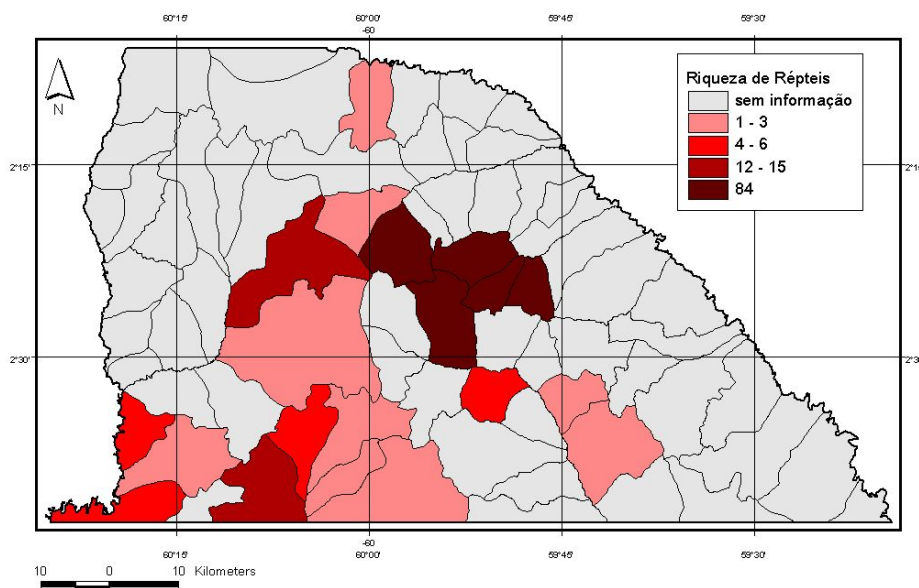 60°15' 60°00' 59°45' 59°30'
-60
N
Riqueza de Répteis
sem informação
1 - 3
4 - 6
12 - 15
84
2°15' 2°15'
2°30' 2°30'
-60
60°15' 60°00' 59°45' 59°30'
10 0 10 Kilometers